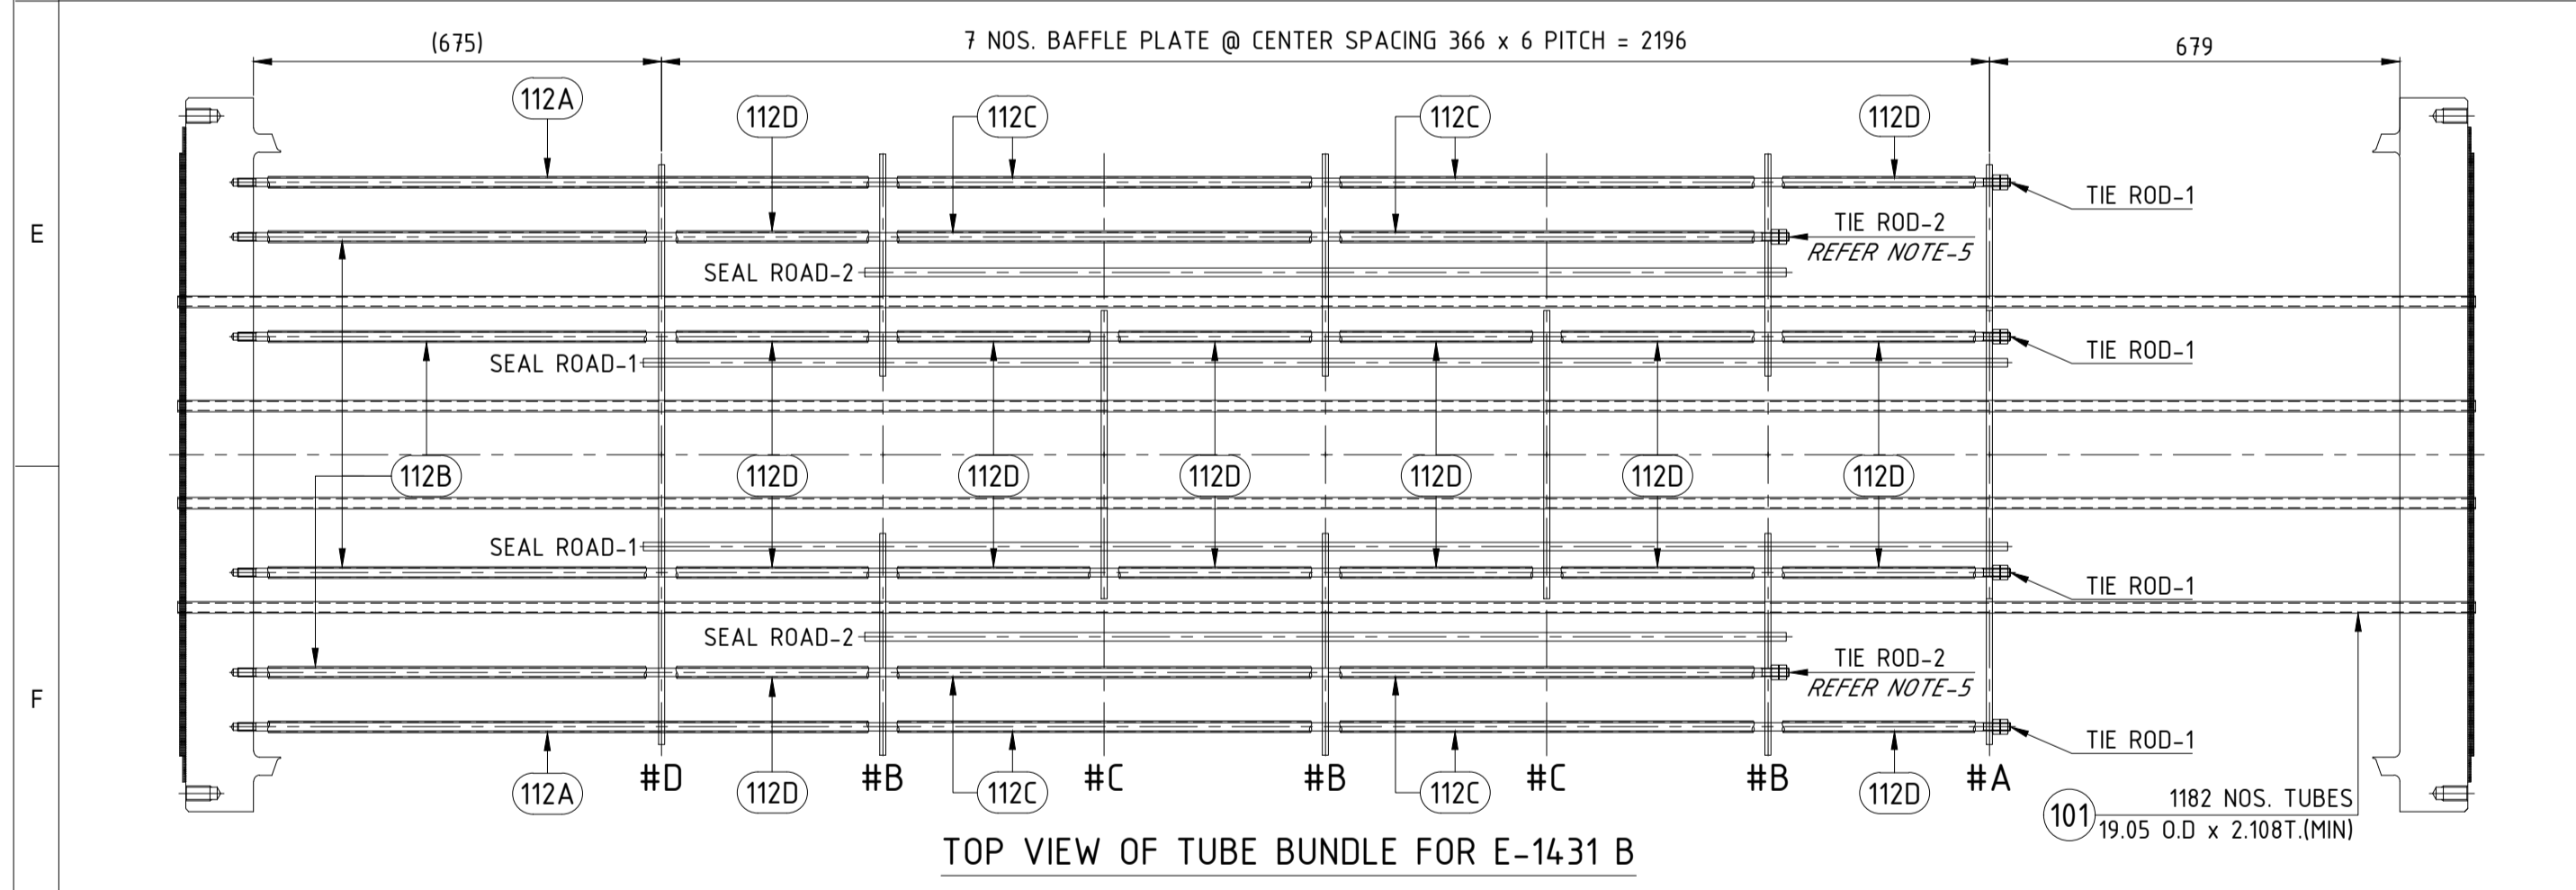 (675)
7 NOS. BAFFLE PLATE @ CENTER SPACING 366 x 6 PITCH = 2196
679
112A
112D
112C
112C
112D
TIE ROD-1
E
TIE ROD-2
REFER NOTE-5
SEAL ROAD-2
TIE ROD-1
SEAL ROAD-1
112B
112D
112D
112D
112D
112D
112D
SEAL ROAD-1
TIE ROD-1
SEAL ROAD-2
TIE ROD-2
REFER NOTE-5
F
TIE ROD-1
#D
#B
#C
#B
#C
#B
#A
112A
112D
112C
112C
112D
101
1182 NOS. TUBES
19.05 O.D x 2.108T.(MIN)
TOP VIEW OF TUBE BUNDLE FOR E-1431 B